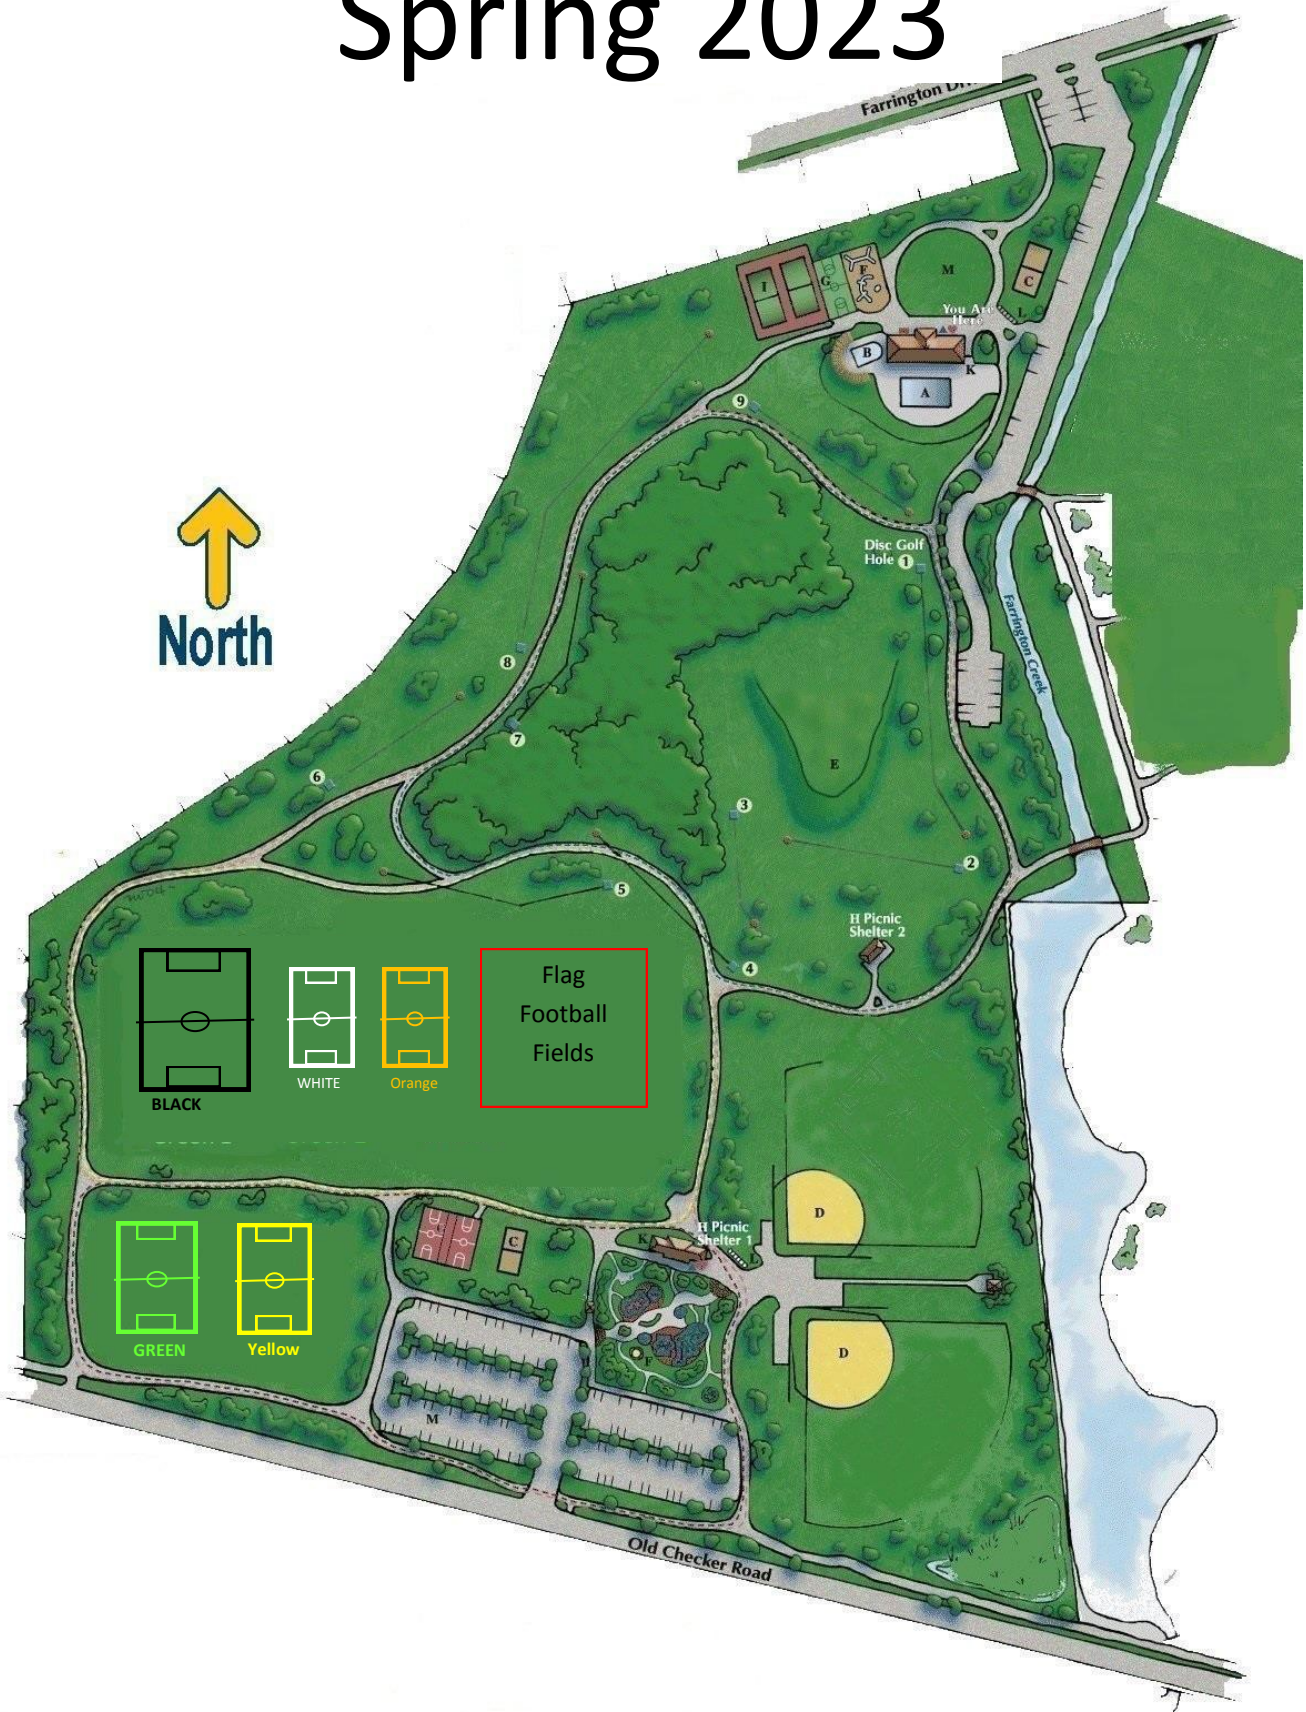 Spring 2023
Farrington
I
G
F
M
C
You Are
Here
L
B
K
A
9
Disc Golf
Hole 1
Farrington Creek
North
8
7
6
E
3
2
5
H Picnic
Shelter 2
4
Flag
Football
Fields
WHITE
Orange
BLACK
D
H Picnic
Shelter 1
K
C
L
GREEN
Yellow
F
D
M
Old Checker Road